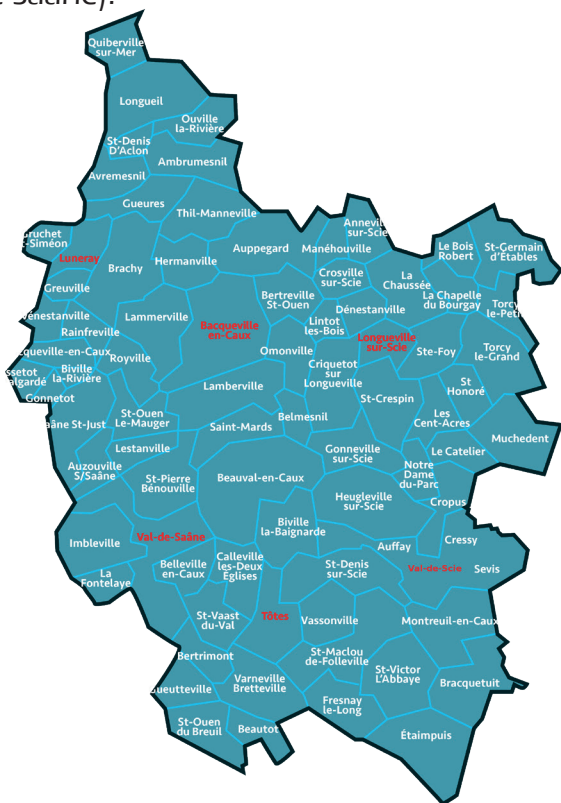 Quiberville
sur-Mer
Longueil
Ouville
la-Rivière
St-Denis
D'Aclon
Ambrumesnil
Avremesnil
Gueures
Thil-Manneville
Anneville
sur-Scie
Luneray
Brachy
Hermanville
Auppegard
Manéhouville
Le Bois
Robert
St-Germain
d'Étables
Crosville
sur-Scie
La
Chaussée
Greuville
Lammerville
Bacqueville
en-Caux
Bertreville
St-Ouen
Dénestanville
La Chapelle
du Bourgay
Torcy
le-Peti
Rainfreville
Lintot
les-Bois
Longueville
sur-Scie
Royville
Omonville
Ste-Foy
Torcy
le-Grand
acqueville-en-Caux
Biville
la-Rivière
Criquetot
sur
Longueville
Gonnetot
Lamberville
St-Crespin
St
Honoré
St-Ouen
Le-Mauger
Saint-Mards
Belmesnil
Les
Cent-Acres
Muchedent
aâne St-Just
Lestanville
Gonneville
sur-Scie
Le Catelier
Auzouville
S/Saâne
St-Pierre
Bénouville
Beauval-en-Caux
Notre
Dame
du-Parc
Heugleville
sur-Scie
Cropus
Biville
la-Baignarde
Imbleville
Val-de-Saâne
Auffay
Cressy
Belleville
en-Caux
Calleville
les-Deux
Églises
St-Denis
sur-Scie
Val-de-Scie
Sevis
La
Fontelaye
St-Vaast
du-Val
Tôtes
Vassonville
Montreuil-en-Caux
Bertrimont
St-Maclou
de-Folleville
St-Victor
L'Abbaye
Gueutteville
Varneville
Bretteville
Bracquetuit
Fresnay
le-Long
St-Ouen
du Breuil
Beautot
Étaimpuis